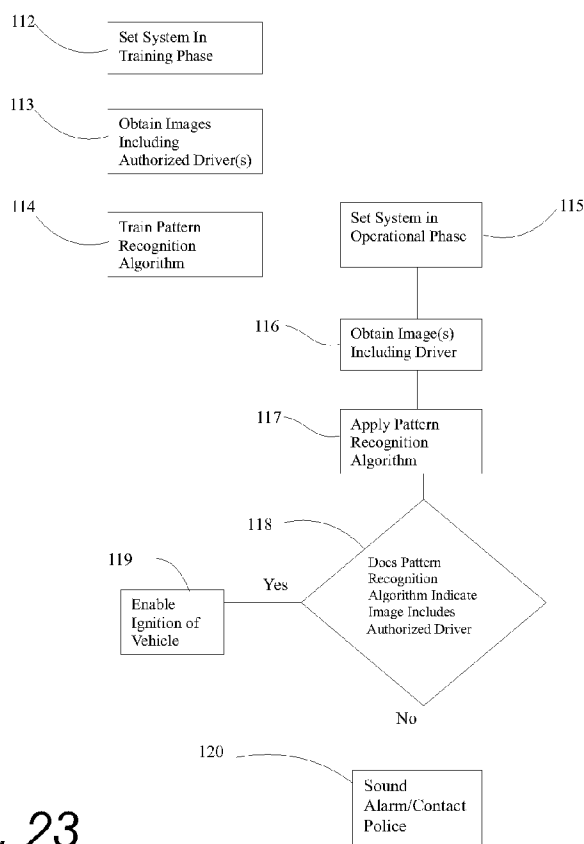 112
Set System In
Training Phase
113
Obtain Images
Including
Authorized Driver(s)
114
Train Pattern
Recognition
Algorithm
115
Set System in
Operational Phase
116
Obtain Image(s)
Including Driver
117
Apply Pattern
Recognition
Algorithm
118
Docs Pattern
Recognition
Algorithm Indicate
Image Includes
Authorized Driver
119
Yes
Enable
Ignition of
Vehicle
No
120
Sound
Alarm/Contact
Police
. 23